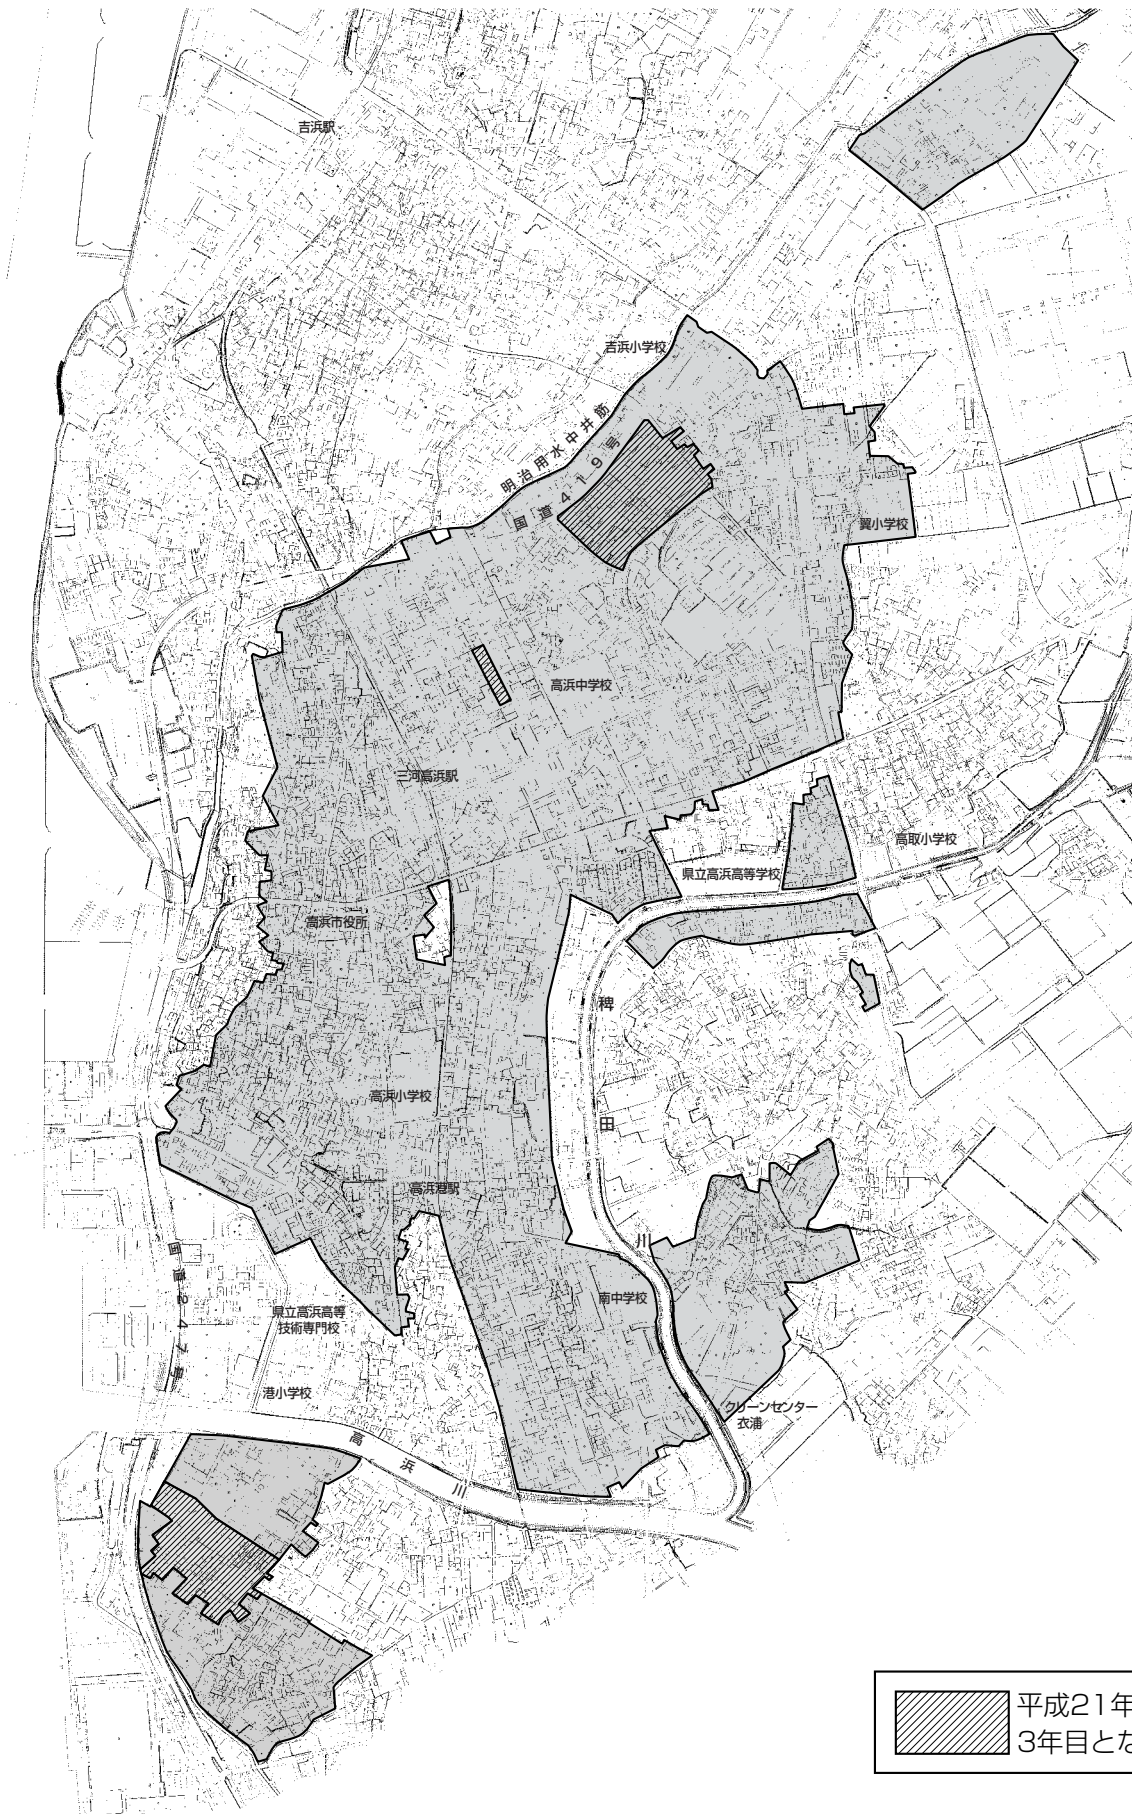 吉浜駅
吉浜小学校
明治用水中井筋
国道419号
翼小学校
高浜中学校
三河高浜駅
高取小学校
県立高浜高等学校
高浜市役所
稗
田
川
高浜小学校
高浜港駅
国道247号
南中学校
県立高浜高等
技術専門校
港小学校
クリーンセンター
衣浦
高
浜
川
平成21年
3年目とな